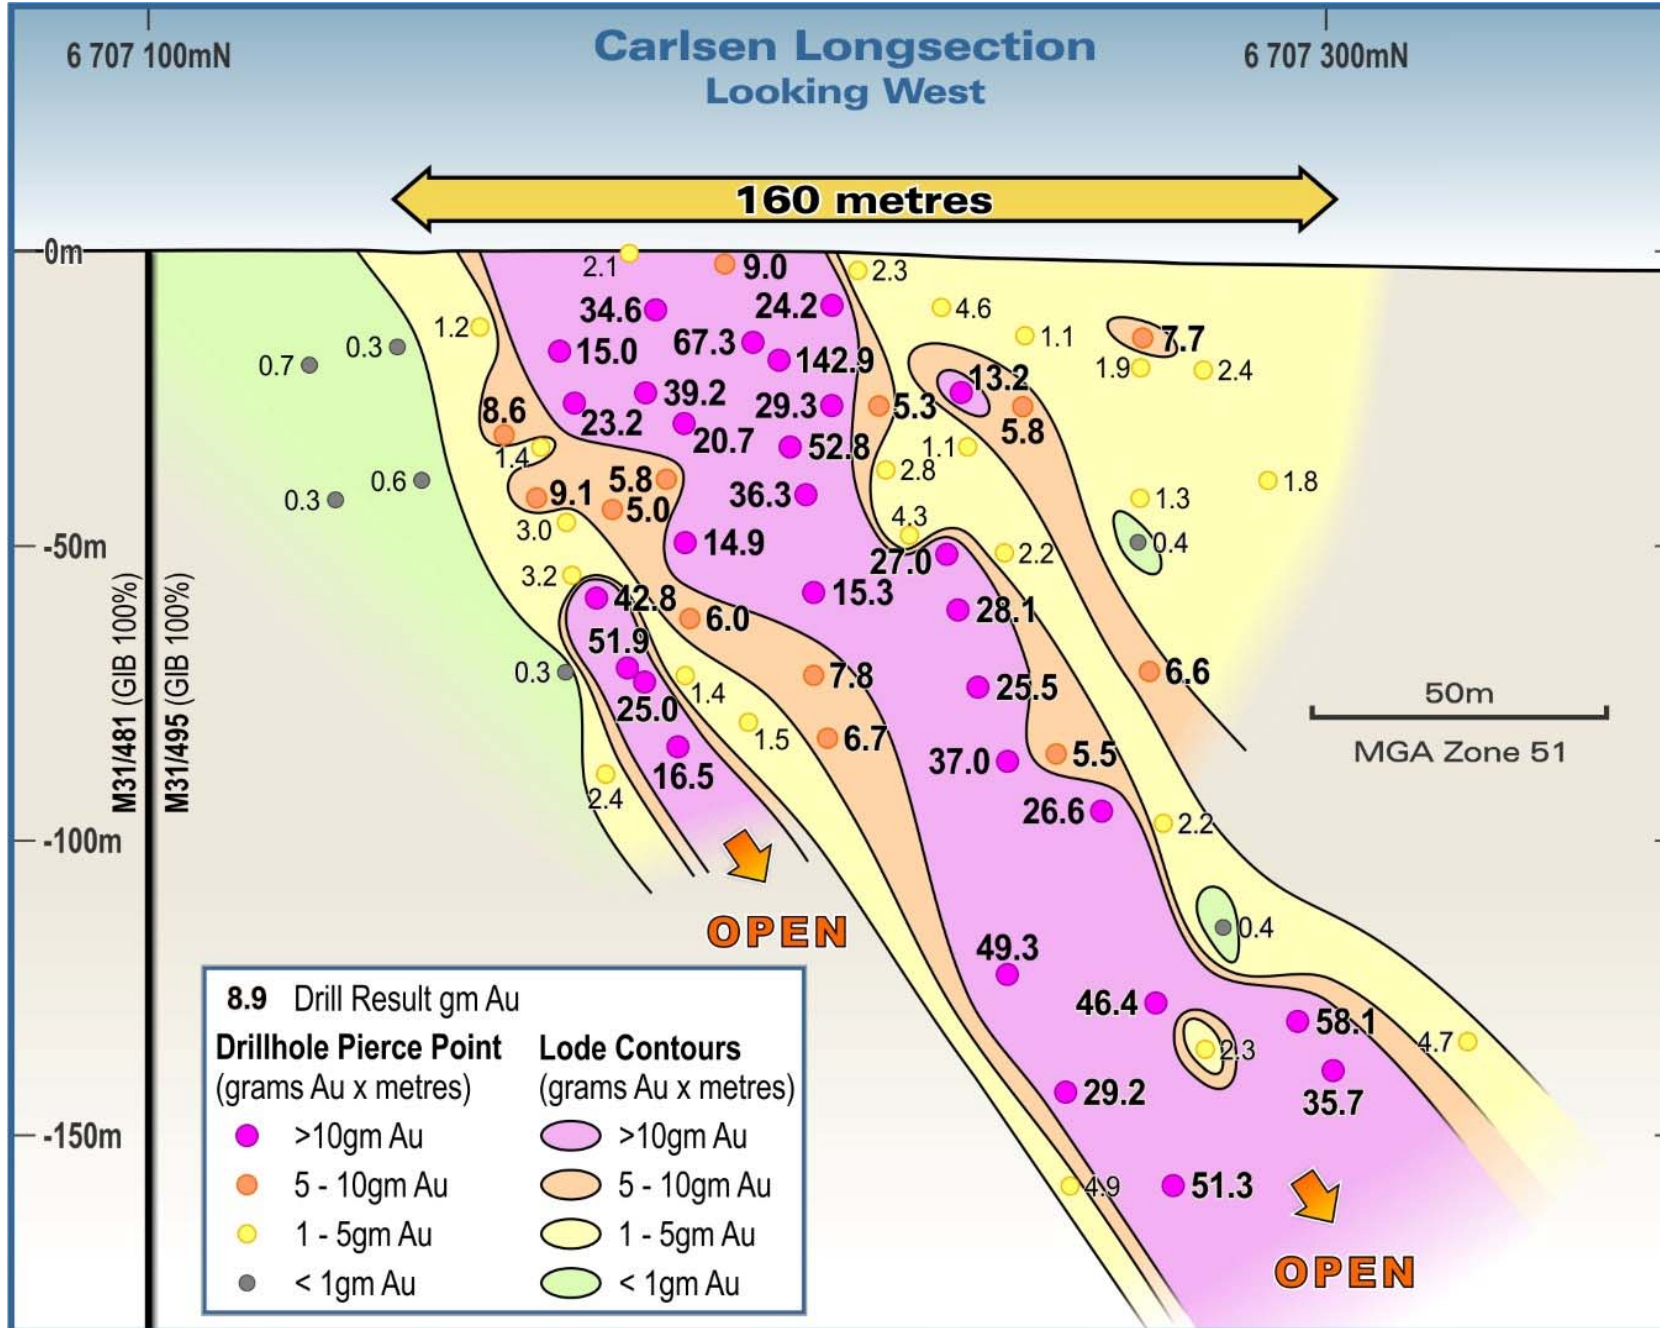 6 707 100mN
Carlsen Longsection
6 707 300mN
Looking West
160 metres
0m
2.1
9.0
2.3
34.6
24.2
4.6
1.2
67.3
1.1
7.7
0.3
15.0
142.9
0.7
1.9
2.4
39.2
13.2
23.2
29.3
5.3
8.6
20.7
5.8
1.4
52.8
1.1
5.8
2.8
0.6
1.8
0.3
9.1
36.3
1.3
5.0
3.0
4.3
-50m
14.9
27.0
2.2
0.4
3.2
42.8
15.3
28.1
6.0
51.9
0.3
7.8
6.6
1.4
25.5
50m
25.0
1.5
6.7
MGA Zone 51
M31/481 (GIB 100%)
M31/495 (GIB 100%)
16.5
37.0
5.5
2.4
26.6
2.2
-100m
OPEN
0.4
49.3
46.4
58.1
2.3
4.7
29.2
35.7
-150m
4.9
51.3
OPEN
8.9 Drill Result gm Au
Drillhole Pierce Point
(grams Au x metres)
>10gm Au
5 - 10gm Au
1 - 5gm Au
< 1gm Au
Lode Contours
(grams Au x metres)
>10gm Au
5 - 10gm Au
1 - 5gm Au
< 1gm Au